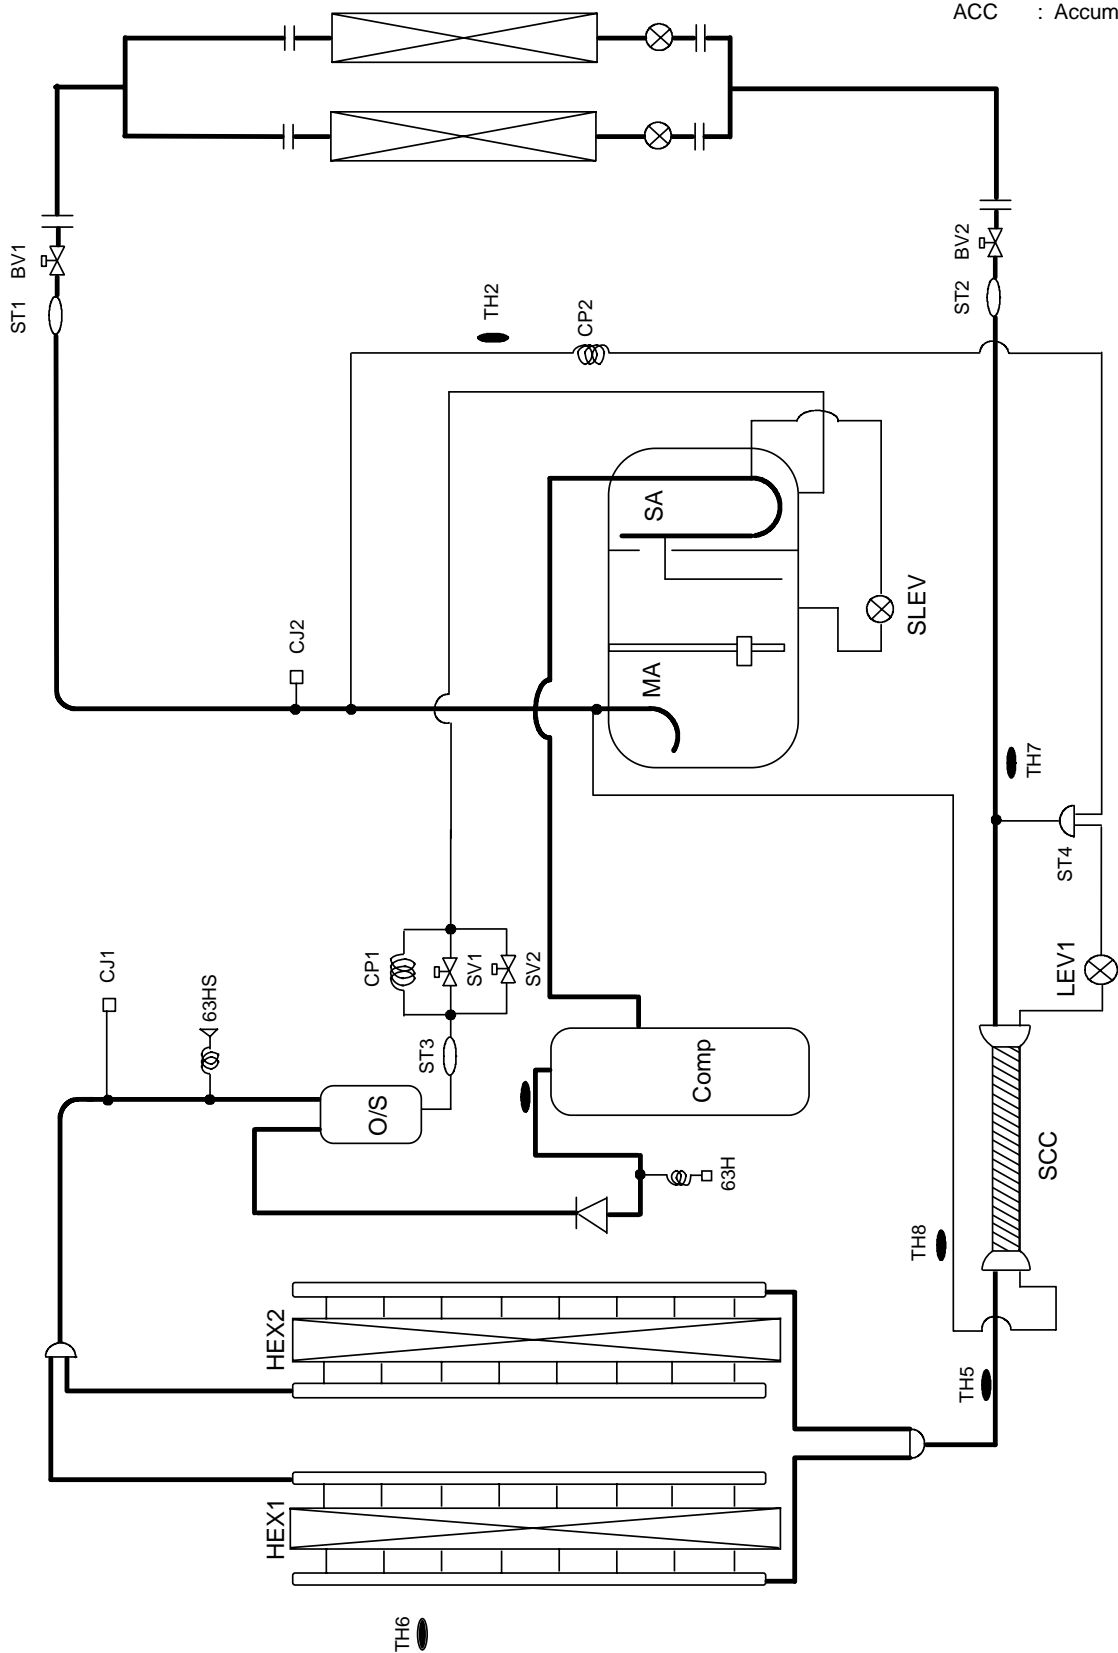 ACC : Accum
BV1
ST1
TH2
CP2
BV2
ST2
CJ2
SA
MA
SLEV
TH7
ST4
LEV1
CJ1
63HS
CP1
SV1
SV2
ST3
O/S
Comp
63H
SCC
TH8
HEX2
TH5
HEX1
TH6